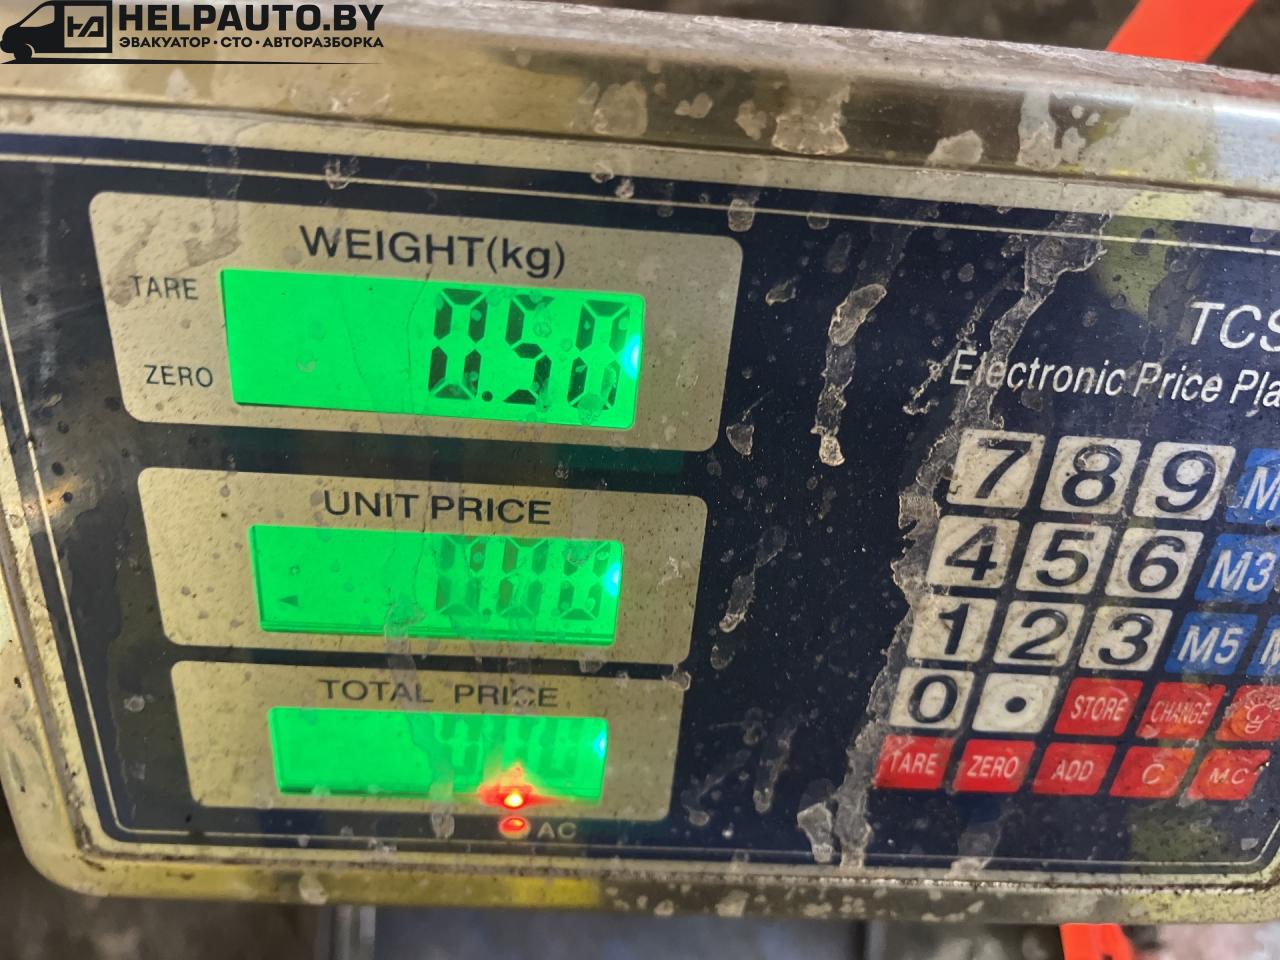 HELPAUTO.BY
ЭВАКУАТОР • СТО • АВТОРАЗБОРКА
WEIGHT(kg)
TARE
0.50
ZERO
TCS
Electronic Price Pla
UNIT PRICE
TOTAL PRICE
AC
7 8 9 M
4 5 6 M3
1 2 3 M5 M
0 • STORE CHANGE
TARE ZERO ADD C MC